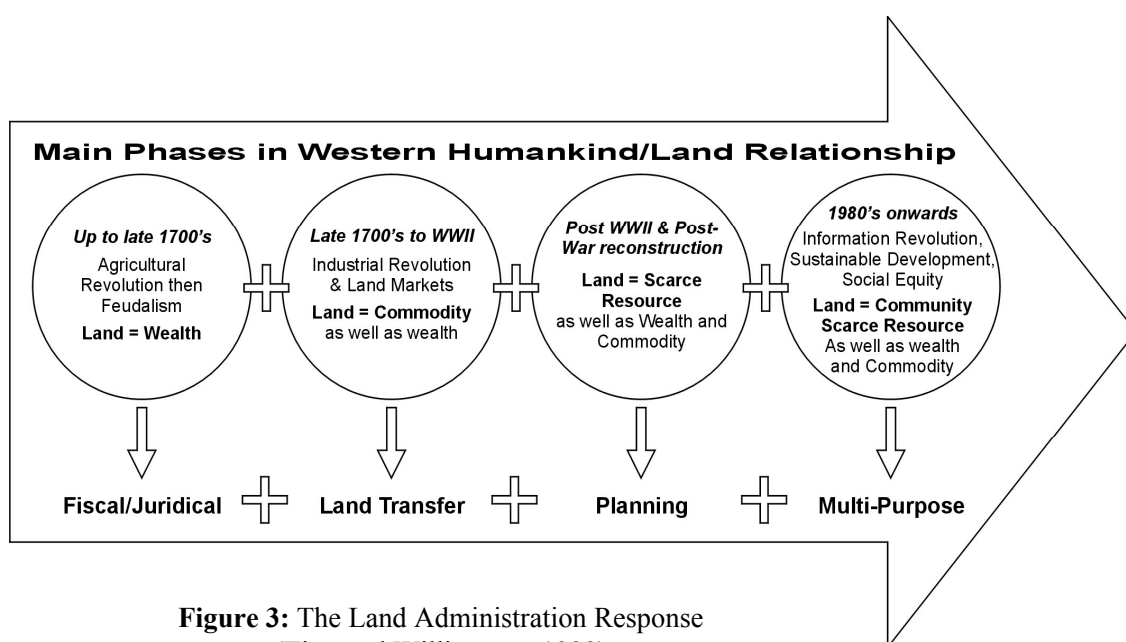 Main Phases in Western Humankind/Land Relationship
Up to late 1700's
Agricultural
Revolution then
Feudalism
Land = Wealth
Late 1700's to WWII
Industrial Revolution
& Land Markets
Land = Commodity
as well as wealth
Post WWII & Post-
War reconstruction
Land = Scarce
Resource
as well as Wealth and
Commodity
1980's onwards
Information Revolution,
Sustainable Development,
Social Equity
Land = Community
Scarce Resource
As well as wealth
and Commodity
Fiscal/Juridical
Land Transfer
Planning
Multi-Purpose
Figure 3: The Land Administration Response